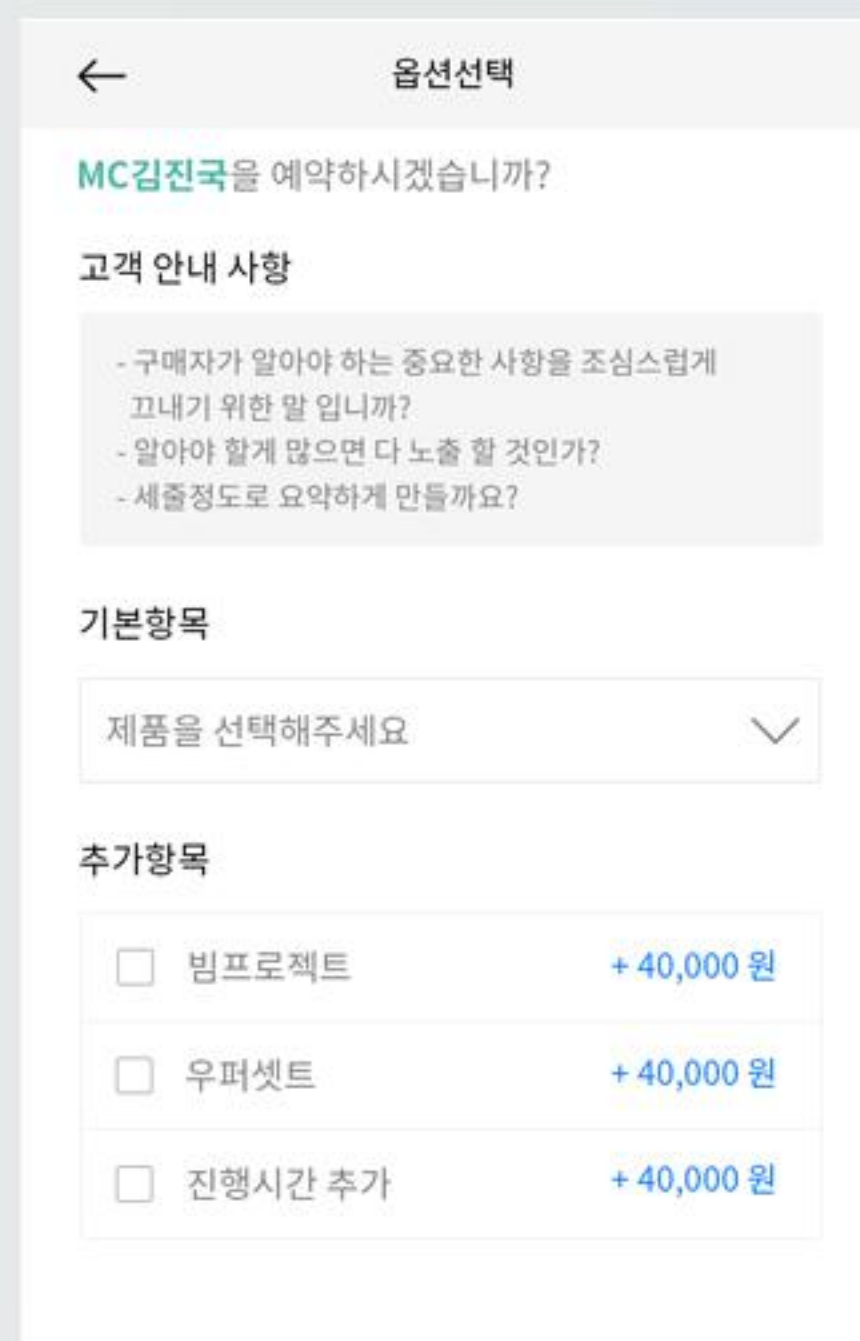 옵션선택
MC김진국을 예약하시겠습니까?
고객 안내 사항
- 구매자가 알아야 하는 중요한 사항을 조심스럽게
끄내기 위한 말 입니까?
- 알아야 할게 많으면 다 노출 할 것인가?
- 세줄정도로 요약하게 만들까요?
기본항목
제품을 선택해주세요
추가항목
빔프로젝트 + 40,000 원
우퍼셋트 + 40,000 원
진행시간 추가 + 40,000 원